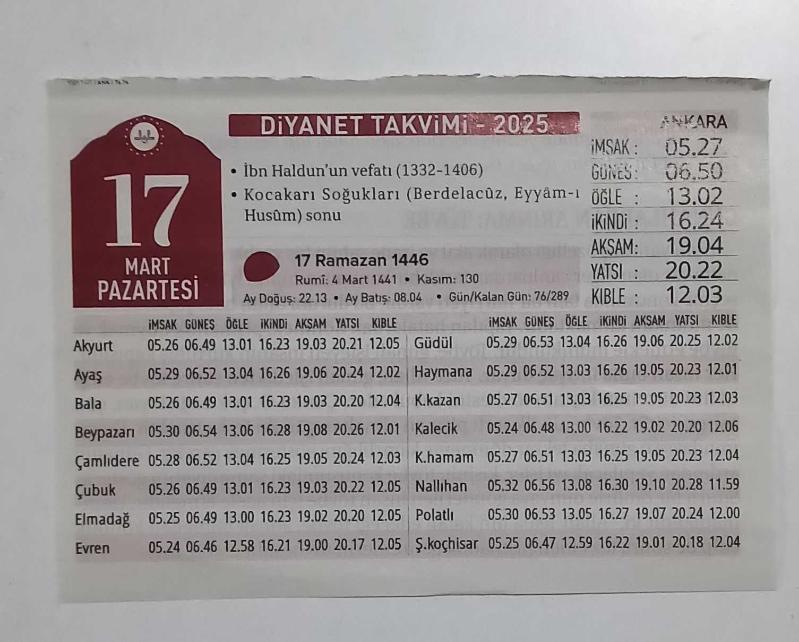 DİYANET TAKVİMİ - 2025
17
MART
PAZARTESİ
• İbn Haldun'un vefatı (1332-1406)
• Kocakarı Soğukları (Berdelacûz, Eyyâm-ı
Husûm) sonu
17 Ramazan 1446
Rumî: 4 Mart 1441 • Kasım: 130
Ay Doğuş: 22.13 • Ay Batış: 08.04 • Gün/Kalan Gün: 76/289
ANKARA
İMSAK : 05.27
GÜNEŞ : 06.50
ÖĞLE : 13.02
İKİNDİ : 16.24
AKŞAM: 19.04
YATSI : 20.22
KIBLE : 12.03
İMSAK GÜNEŞ ÖĞLE İKİNDİ AKŞAM YATSI KIBLE
Akyurt 05.26 06.49 13.01 16.23 19.03 20.21 12.05
Ayaş 05.29 06.52 13.04 16.26 19.06 20.24 12.02
Bala 05.26 06.49 13.01 16.23 19.03 20.20 12.04
Beypazarı 05.30 06.54 13.06 16.28 19.08 20.26 12.01
Çamlıdere 05.28 06.52 13.04 16.25 19.05 20.24 12.03
Çubuk 05.26 06.49 13.01 16.23 19.03 20.22 12.05
Elmadağ 05.25 06.49 13.00 16.23 19.02 20.20 12.05
Evren 05.24 06.46 12.58 16.21 19.00 20.17 12.05
İMSAK GÜNEŞ ÖĞLE İKİNDİ AKŞAM YATSI KIBLE
Güdül 05.29 06.53 13.04 16.26 19.06 20.25 12.02
Haymana 05.29 06.52 13.03 16.26 19.05 20.23 12.01
K.kazan 05.27 06.51 13.03 16.25 19.05 20.23 12.03
Kalecik 05.24 06.48 13.00 16.22 19.02 20.20 12.06
K.hamam 05.27 06.51 13.03 16.25 19.05 20.23 12.04
Nallıhan 05.32 06.56 13.08 16.30 19.10 20.28 11.59
Polatlı 05.30 06.53 13.05 16.27 19.07 20.24 12.00
Ş.koçhisar 05.25 06.47 12.59 16.22 19.01 20.18 12.04